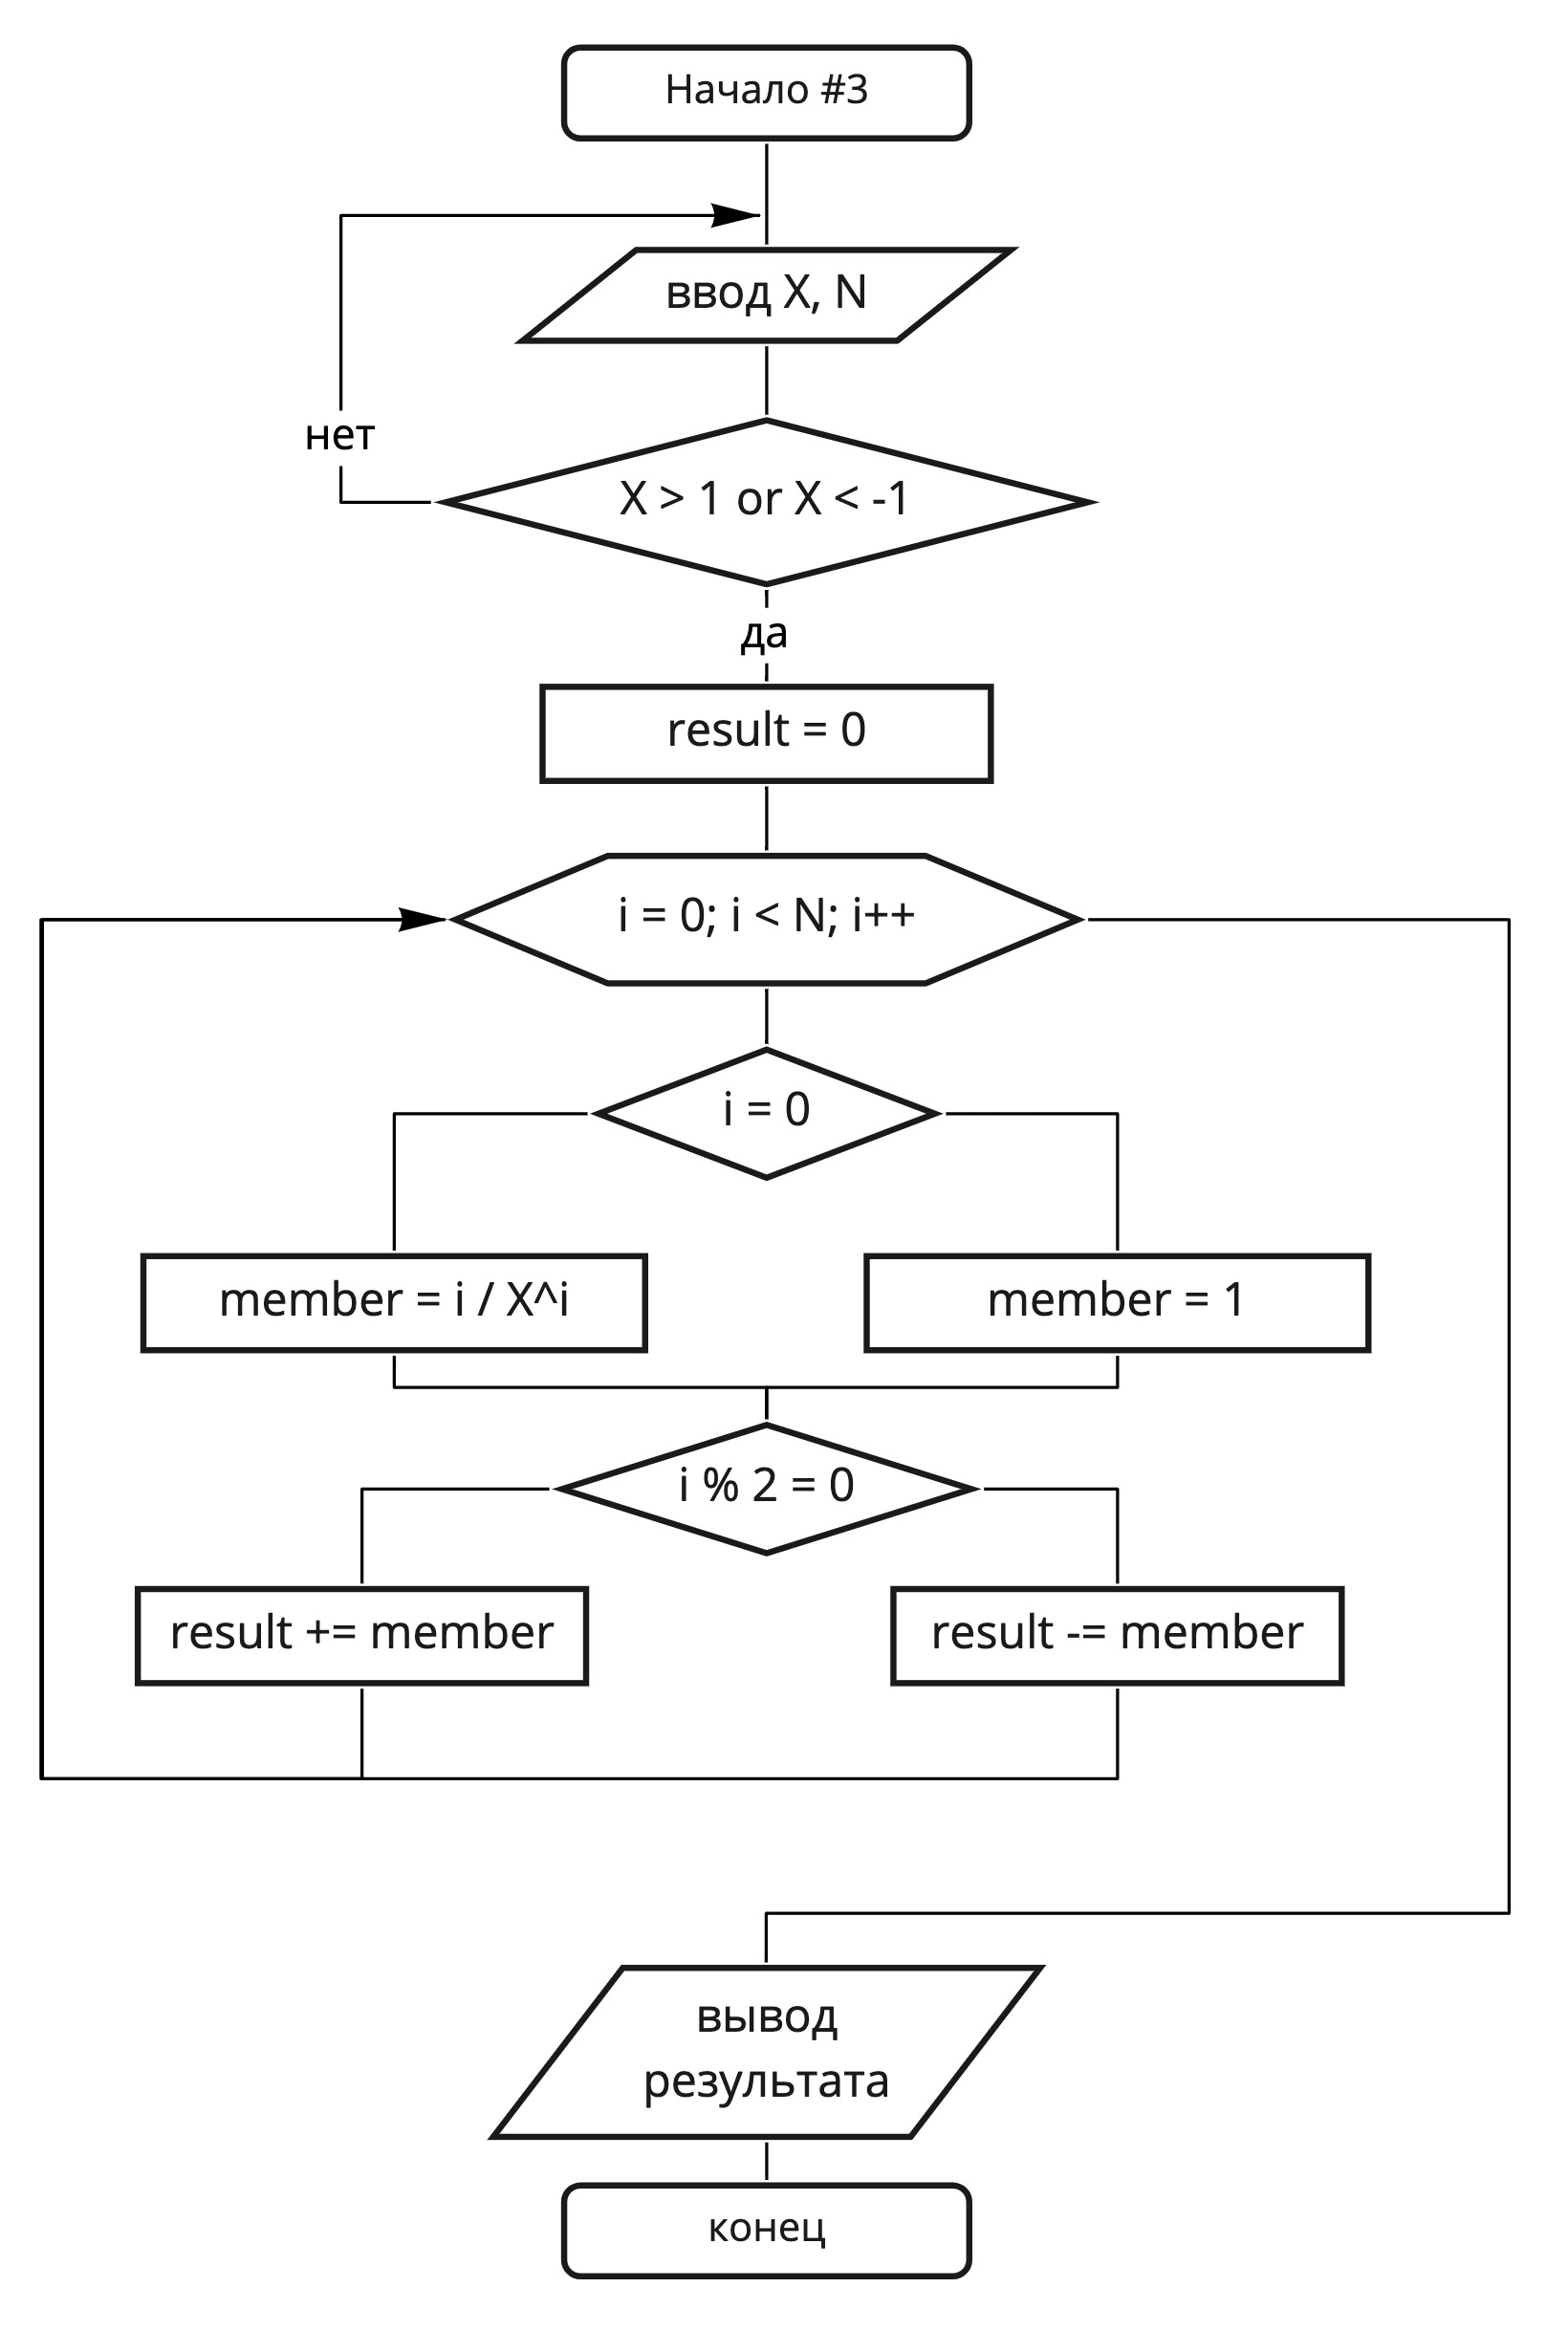 Начало #3
ввод X, N
нет
X > 1 or X < -1
да
result = 0
i = 0; i < N; i++
i = 0
member = i / X^i
member = 1
i % 2 = 0
result += member
result -= member
вывод
результата
конец